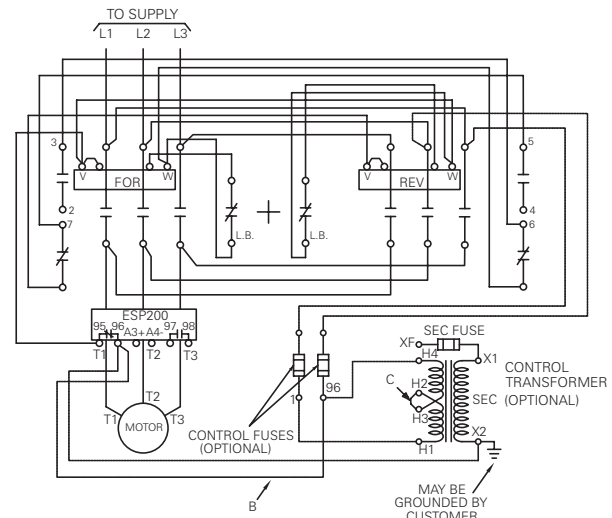 TO SUPPLY
L1 L2 L3
3
V W
FOR
V W
REV
5
2
7
L.B.
L.B.
4
6
ESP200
95 96 A3+ A4- 97 98
T1 T2 T3
T2
T1 T3
MOTOR
1
96
CONTROL FUSES
(OPTIONAL)
XF
SEC FUSE
H4
X1
C
H2
H3
H1
SEC
X2
CONTROL
TRANSFORMER
(OPTIONAL)
B
MAY BE
GROUNDED BY
CUSTOMER